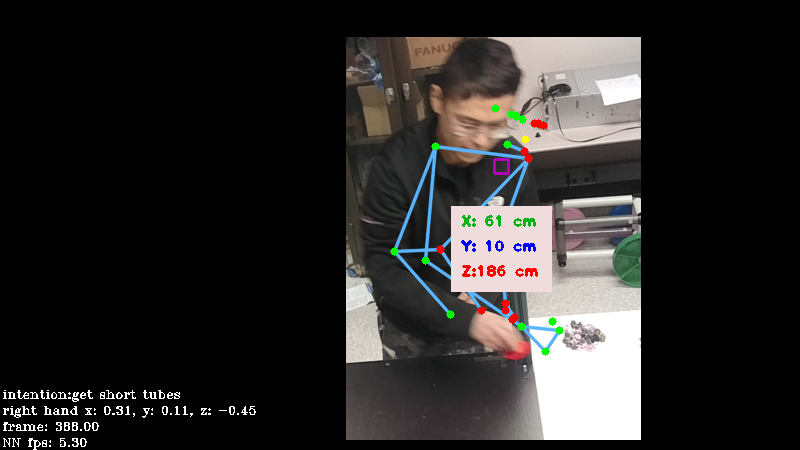 FANUC
X: 61 cm
Y: 10 cm
Z:186 cm
intention:get short tubes
right hand x: 0.31, y: 0.11, z: −0.45
frame: 388.00
NN fps: 5.30